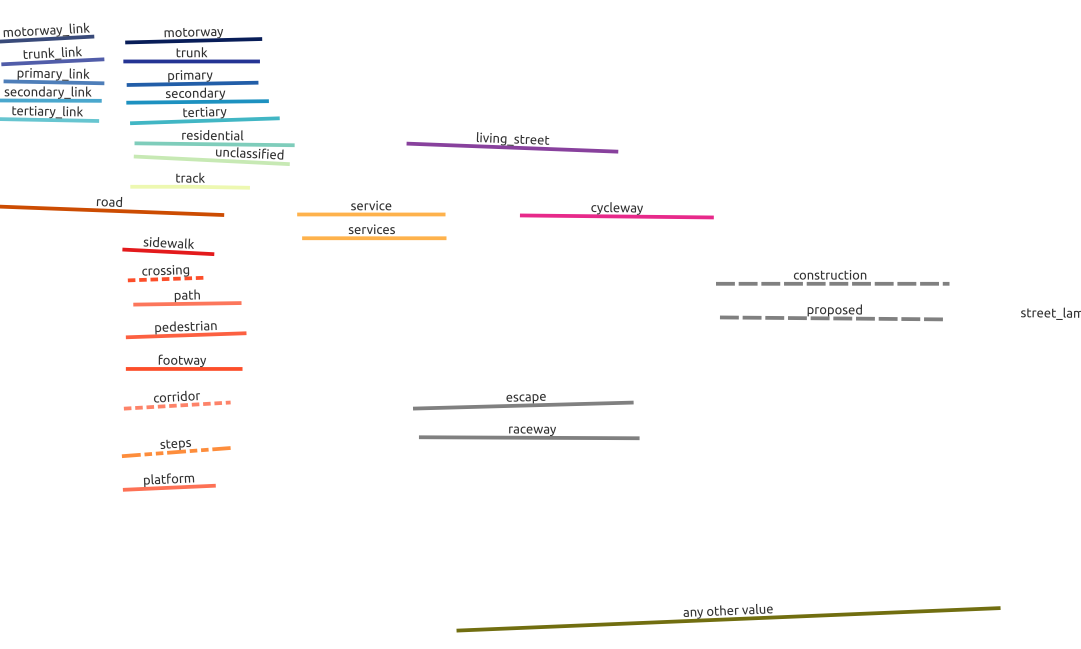 motorway_link
motorway
trunk_link
trunk
primary_link
primary
secondary_link
secondary
tertiary_link
tertiary
residential
living_street
unclassified
track
road
service
cycleway
services
sidewalk
crossing
construction
path
proposed
street_lam
pedestrian
footway
corridor
escape
raceway
steps
platform
any other value